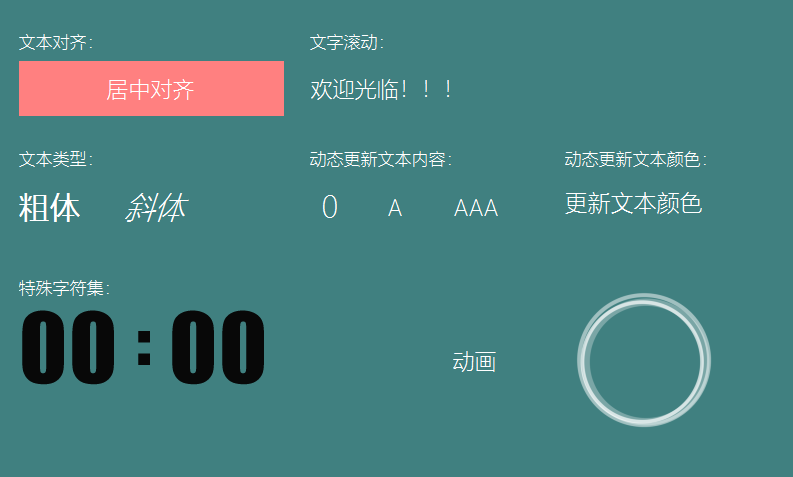 文本对齐： 文字滚动：
居中对齐 欢迎光临！！！
文本类型： 动态更新文本内容： 动态更新文本颜色：
粗体 斜体 0 A AAA 更新文本颜色
特殊字符集：
00:00
动画